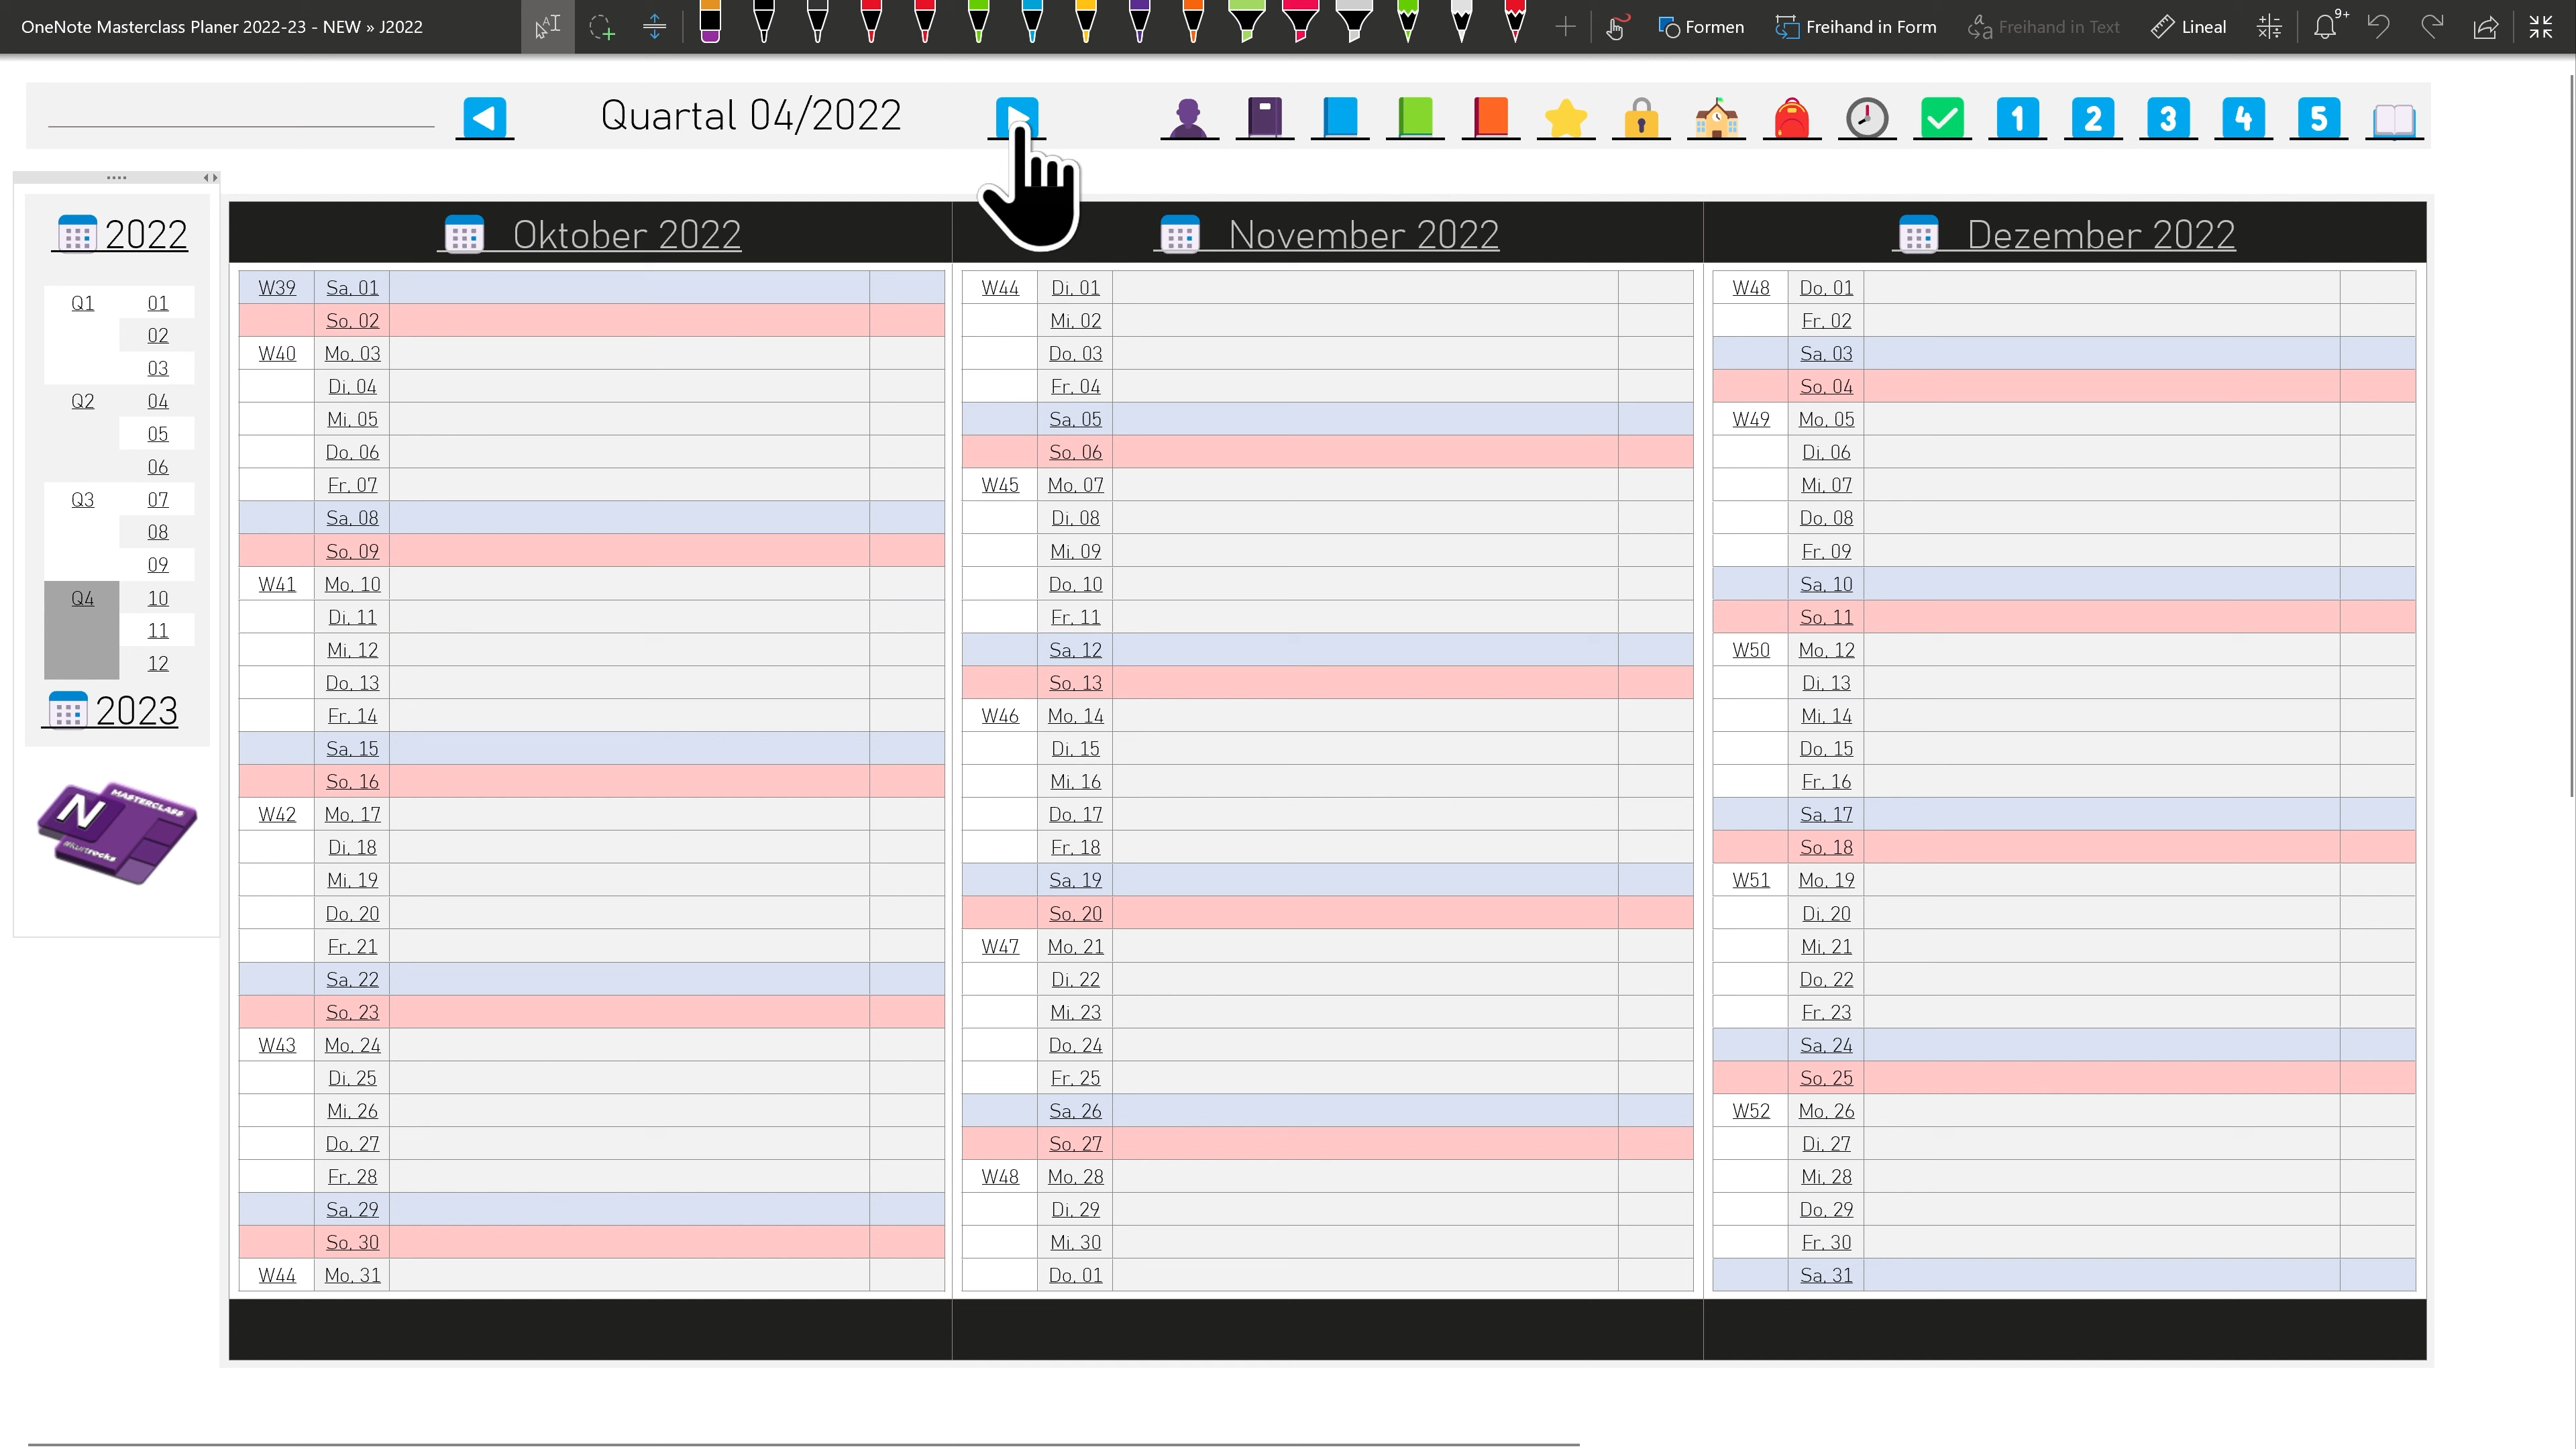 OneNote Masterclass Planer 2022-23 - NEW » J2022
Formen
Freihand in Form
Freihand in Text
Lineal
9+
Quartal 04/2022
1 2 3 4 5
2022
Q1 01
02
03
Q2 04
05
06
Q3 07
08
09
Q4 10
11
12
2023
MASTERCLASS
N
#kurtrocks
Oktober 2022
W39 Sa, 01
So, 02
W40 Mo, 03
Di, 04
Mi, 05
Do, 06
Fr, 07
Sa, 08
So, 09
W41 Mo, 10
Di, 11
Mi, 12
Do, 13
Fr, 14
Sa, 15
So, 16
W42 Mo, 17
Di, 18
Mi, 19
Do, 20
Fr, 21
Sa, 22
So, 23
W43 Mo, 24
Di, 25
Mi, 26
Do, 27
Fr, 28
Sa, 29
So, 30
W44 Mo, 31
November 2022
W44 Di, 01
Mi, 02
Do, 03
Fr, 04
Sa, 05
So, 06
W45 Mo, 07
Di, 08
Mi, 09
Do, 10
Fr, 11
Sa, 12
So, 13
W46 Mo, 14
Di, 15
Mi, 16
Do, 17
Fr, 18
Sa, 19
So, 20
W47 Mo, 21
Di, 22
Mi, 23
Do, 24
Fr, 25
Sa, 26
So, 27
W48 Mo, 28
Di, 29
Mi, 30
Do, 01
Dezember 2022
W48 Do, 01
Fr, 02
Sa, 03
So, 04
W49 Mo, 05
Di, 06
Mi, 07
Do, 08
Fr, 09
Sa, 10
So, 11
W50 Mo, 12
Di, 13
Mi, 14
Do, 15
Fr, 16
Sa, 17
So, 18
W51 Mo, 19
Di, 20
Mi, 21
Do, 22
Fr, 23
Sa, 24
So, 25
W52 Mo, 26
Di, 27
Mi, 28
Do, 29
Fr, 30
Sa, 31